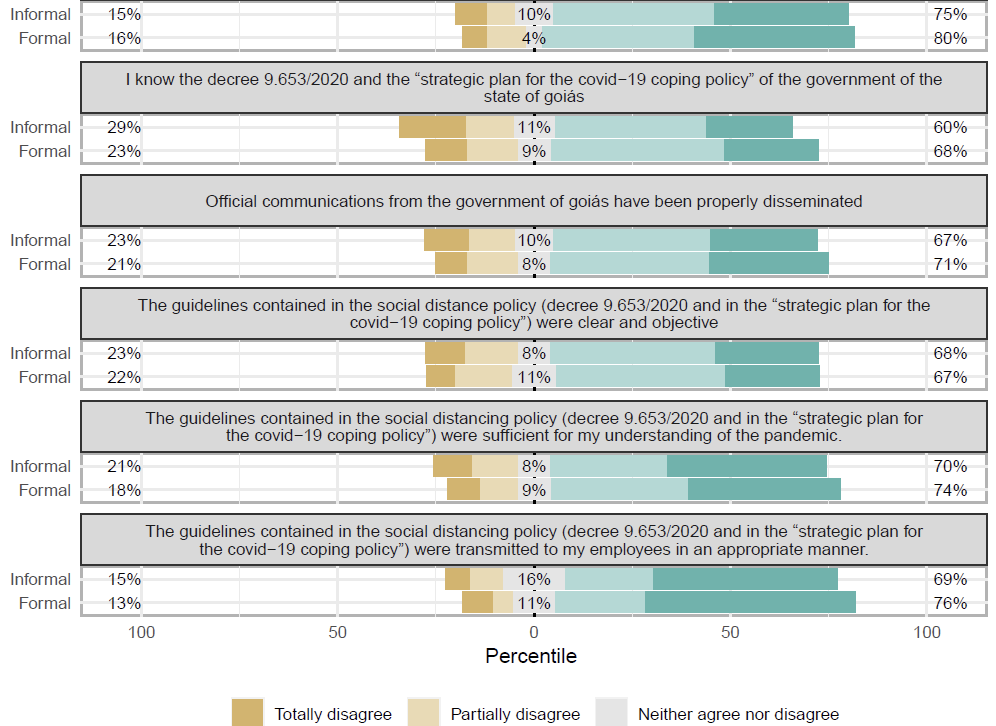 Informal 15% 10% 75%
Formal 16% 4% 80%
I know the decree 9.653/2020 and the “strategic plan for the covid−19 coping policy” of the government of the
state of goiás
Informal 29% 11% 60%
Formal 23% 9% 68%
Official communications from the government of goiás have been properly disseminated
Informal 23% 10% 67%
Formal 21% 8% 71%
The guidelines contained in the social distance policy (decree 9.653/2020 and in the “strategic plan for the
covid−19 coping policy”) were clear and objective
Informal 23% 8% 68%
Formal 22% 11% 67%
The guidelines contained in the social distancing policy (decree 9.653/2020 and in the “strategic plan for
the covid−19 coping policy”) were sufficient for my understanding of the pandemic.
Informal 21% 8% 70%
Formal 18% 9% 74%
The guidelines contained in the social distancing policy (decree 9.653/2020 and in the “strategic plan for
the covid−19 coping policy”) were transmitted to my employees in an appropriate manner.
Informal 15% 16% 69%
Formal 13% 11% 76%
100 50 0 50 100
Percentile
Totally disagree Partially disagree Neither agree nor disagree